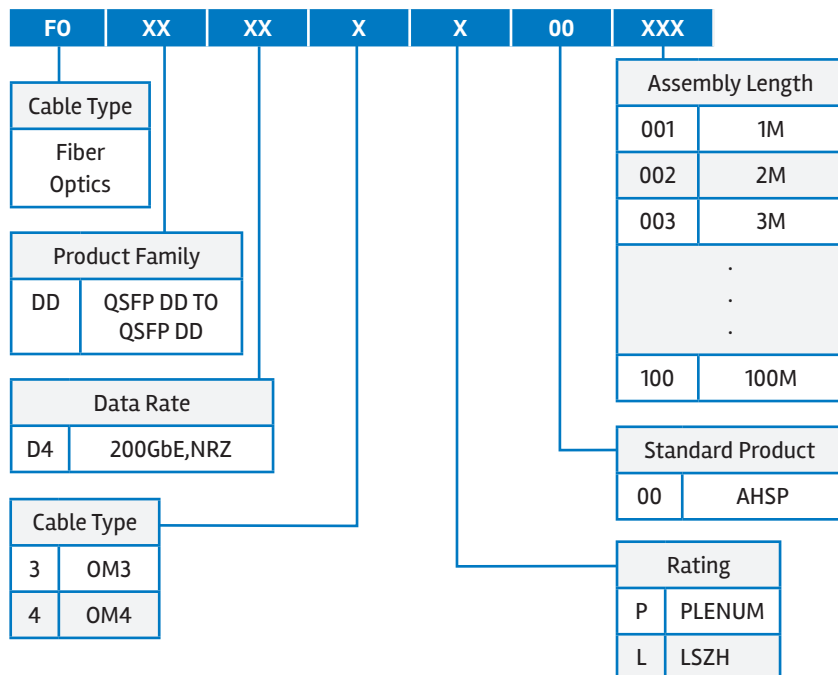 FO XX XX X X 00 XXX
Cable Type
Fiber
Optics
Product Family
DD QSFP DD TO
QSFP DD
Data Rate
D4 200GbE,NRZ
Cable Type
3 OM3
4 OM4
Assembly Length
001 1M
002 2M
003 3M
.
.
.
100 100M
Standard Product
00 AHSP
Rating
P PLENUM
L LSZH